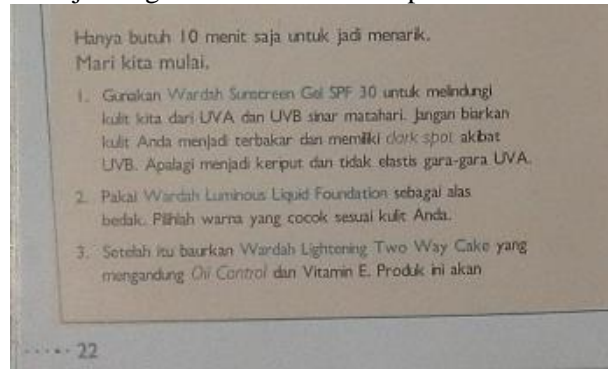 Hanya butuh 10 menit saja untuk jadi menarik.
Mari kita mulai.
1. Gunakan Wardah Sunscreen Gel SPF 30 untuk melindungi
kulit kita dari UVA dan UVB sinar matahari. Jangan biarkan
kulit Anda menjadi terbakar dan memiliki dark spot akibat
UVB. Apalagi menjadi keriput dan tidak elastis gara-gara UVA.
2. Pakai Wardah Luminous Liquid Foundation sebagai alas
bedak. Pilihlah warna yang cocok sesuai kulit Anda.
3. Setelah itu baurkan Wardah Lightening Two Way Cake yang
mengandung Oil Control dan Vitamin E. Produk ini akan
22